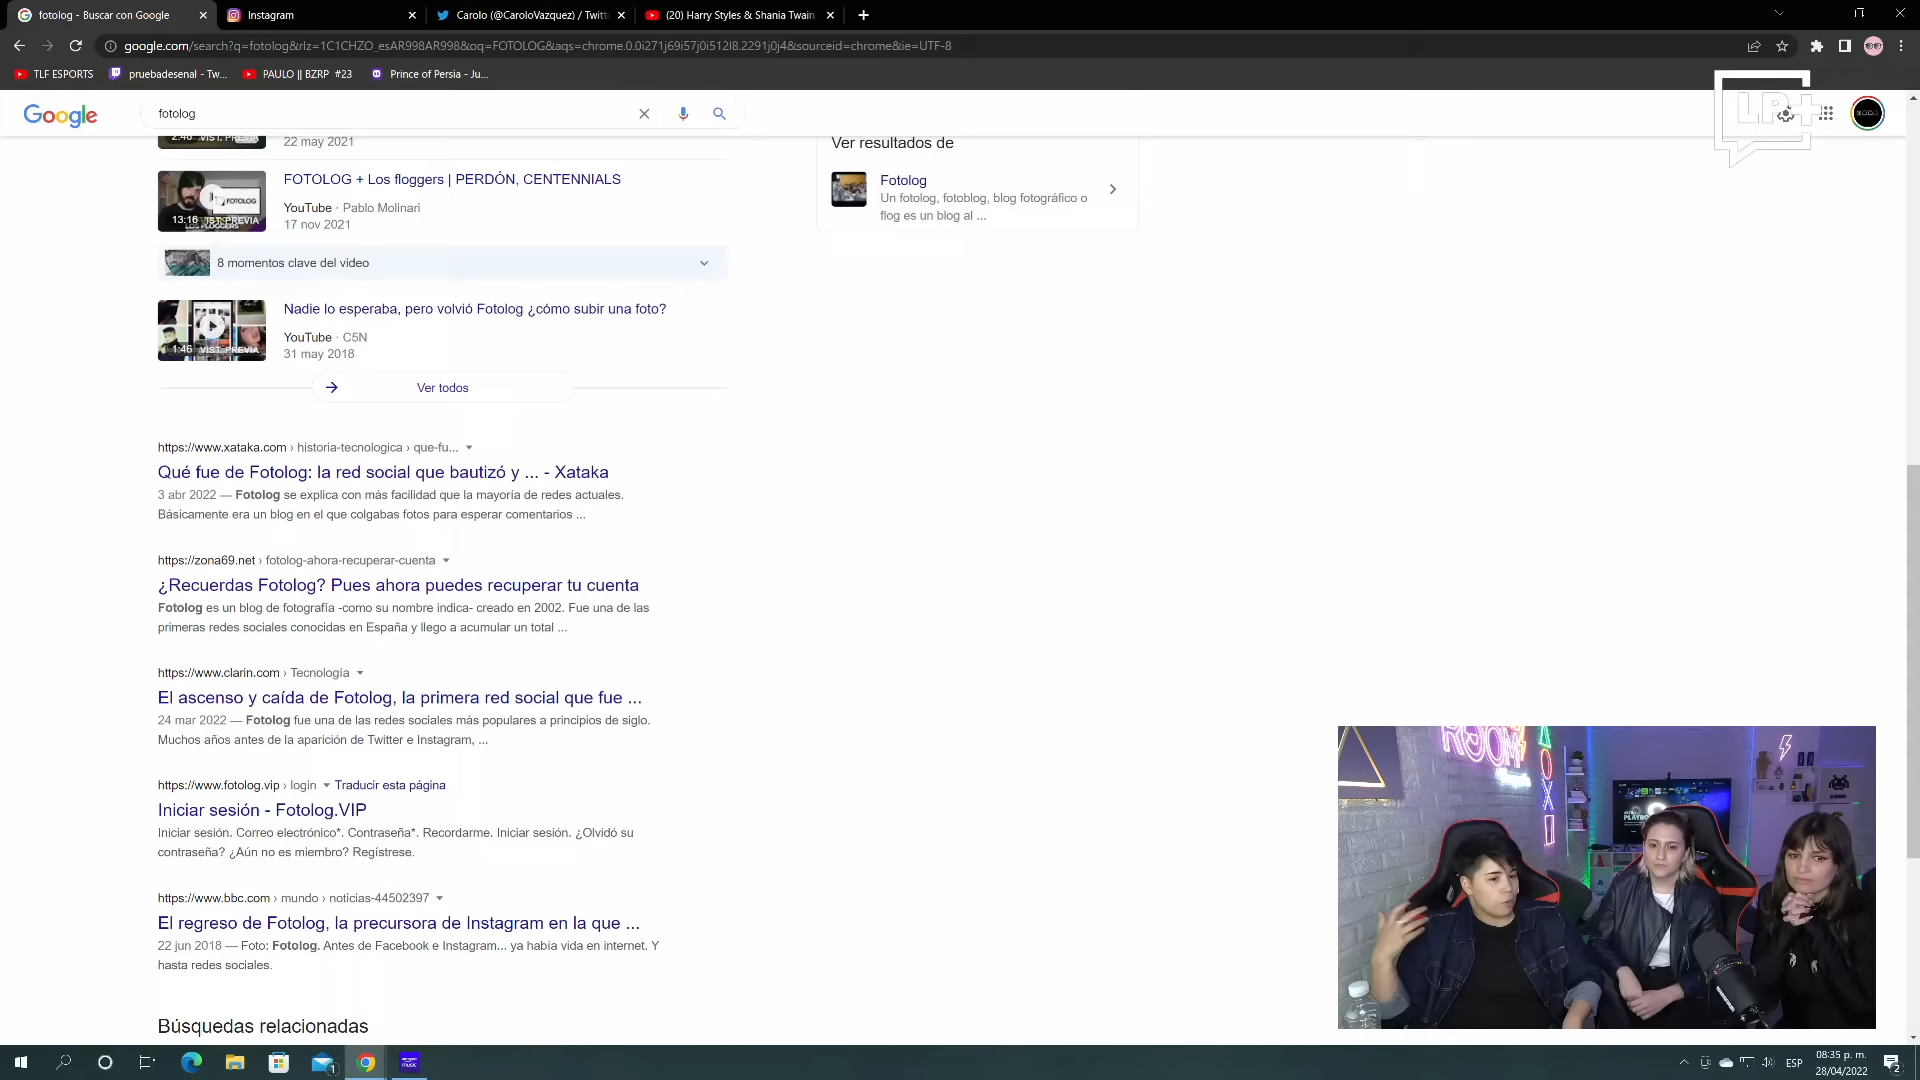 fotolog - Buscar con Google
Instagram
Carolo (@CaroloVazquez) / Twitt
(20) Harry Styles & Shania Twain
google.com/search?q=fotolog&rlz=1C1CHZO_esAR998AR998&oq=FOTOLOG&aqs=chrome.0.0i271j69i57j0i512l8.2291j0j4&sourceid=chrome&ie=UTF-8
TLF ESPORTS
pruebadesenal - Tw...
PAULO || BZRP #23
Prince of Persia - Ju...
Google
fotolog
LP+
2:46 VIST. PREVIA
22 may 2021
Ver resultados de
FOTOLOG + Los floggers | PERDÓN, CENTENNIALS
YouTube · Pablo Molinari
17 nov 2021
FOTOLOG
13:16 VIST. PREVIA
LOS FLOGGERS
Fotolog
Un fotolog, fotoblog, blog fotográfico o
flog es un blog al ...
8 momentos clave del video
Nadie lo esperaba, pero volvió Fotolog ¿cómo subir una foto?
YouTube · C5N
31 may 2018
1:46 VIST. PREVIA
Ver todos
https://www.xataka.com › historia-tecnologica › que-fu...
Qué fue de Fotolog: la red social que bautizó y ... - Xataka
3 abr 2022 — Fotolog se explica con más facilidad que la mayoría de redes actuales.
Básicamente era un blog en el que colgabas fotos para esperar comentarios ...
https://zona69.net › fotolog-ahora-recuperar-cuenta
¿Recuerdas Fotolog? Pues ahora puedes recuperar tu cuenta
Fotolog es un blog de fotografía -como su nombre indica- creado en 2002. Fue una de las
primeras redes sociales conocidas en España y llego a acumular un total ...
https://www.clarin.com › Tecnología
El ascenso y caída de Fotolog, la primera red social que fue ...
24 mar 2022 — Fotolog fue una de las redes sociales más populares a principios de siglo.
Muchos años antes de la aparición de Twitter e Instagram, ...
https://www.fotolog.vip › login Traducir esta página
Iniciar sesión - Fotolog.VIP
Iniciar sesión. Correo electrónico*. Contraseña*. Recordarme. Iniciar sesión. ¿Olvidó su
contraseña? ¿Aún no es miembro? Regístrese.
https://www.bbc.com › mundo › noticias-44502397
El regreso de Fotolog, la precursora de Instagram en la que ...
22 jun 2018 — Foto: Fotolog. Antes de Facebook e Instagram... ya había vida en internet. Y
hasta redes sociales.
Búsquedas relacionadas
ROOM
1
ESP
08:35 p. m.
28/04/2022
2